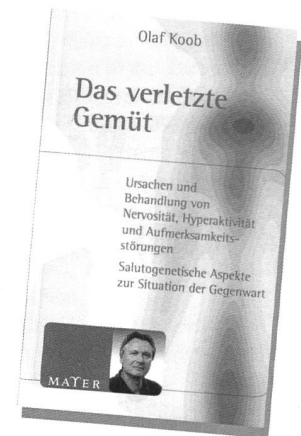 Olaf Koob
Das verletzte
Gemüt
Ursachen und
Behandlung von
Nervosität, Hyperaktivität
und Aufmerksamkeits-
störungen
Salutogenetische Aspekte
zur Situation der Gegenwart
MAYER